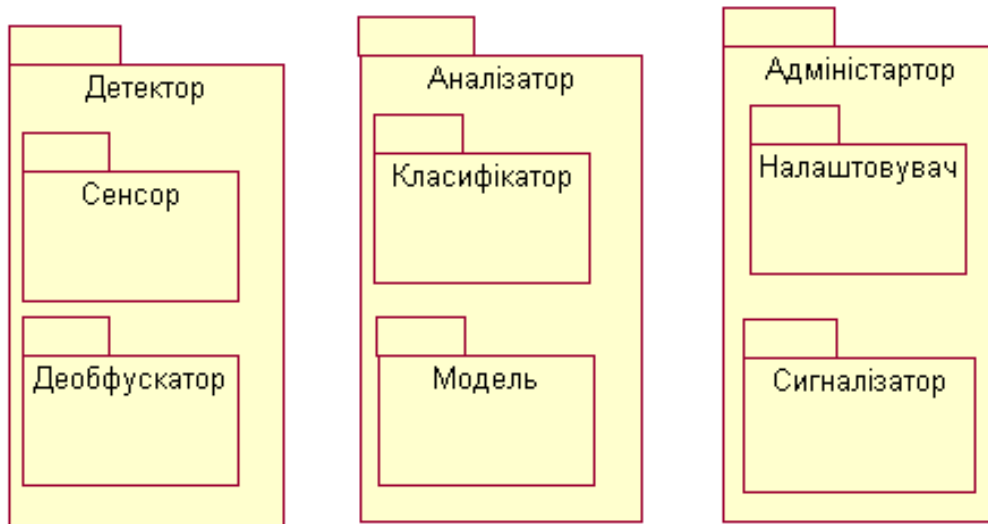 Детектор
Сенсор
Деобфускатор
Аналізатор
Класифікатор
Модель
Адміністартор
Налаштовувач
Сигналізатор